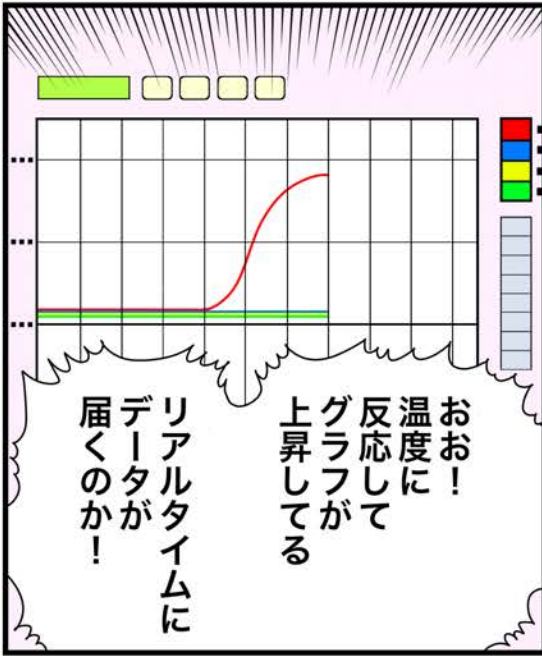 おお！
温度に
反応して
グラフが
上昇してる
リアルタイムに
データが
届くのか！